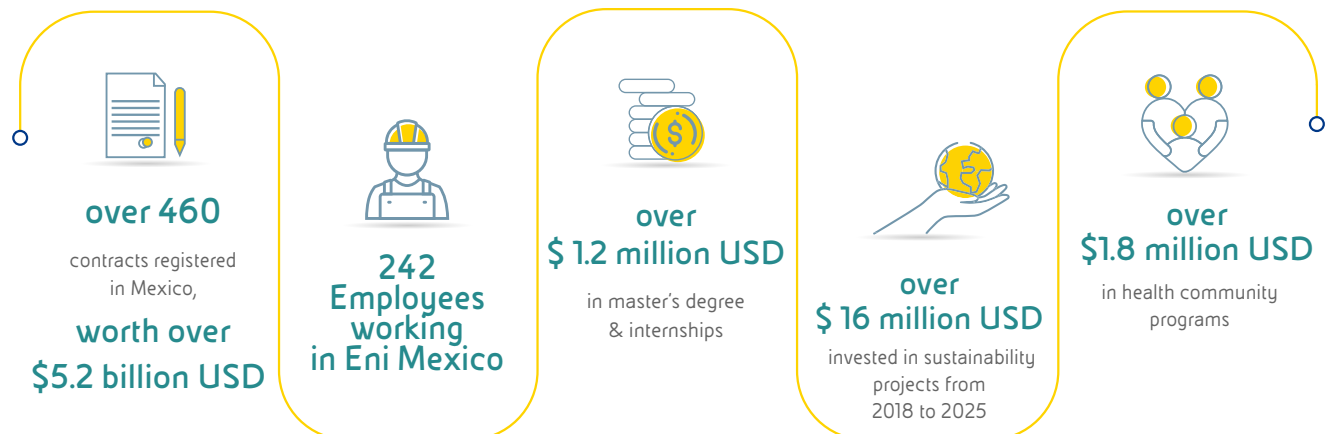 over 460
contracts registered
in Mexico,
worth over
$5.2 billion USD
242
Employees
working
in Eni Mexico
over
$ 1.2 million USD
in master's degree
& internships
over
$ 16 million USD
invested in sustainability
projects from
2018 to 2025
over
$1.8 million USD
in health community
programs